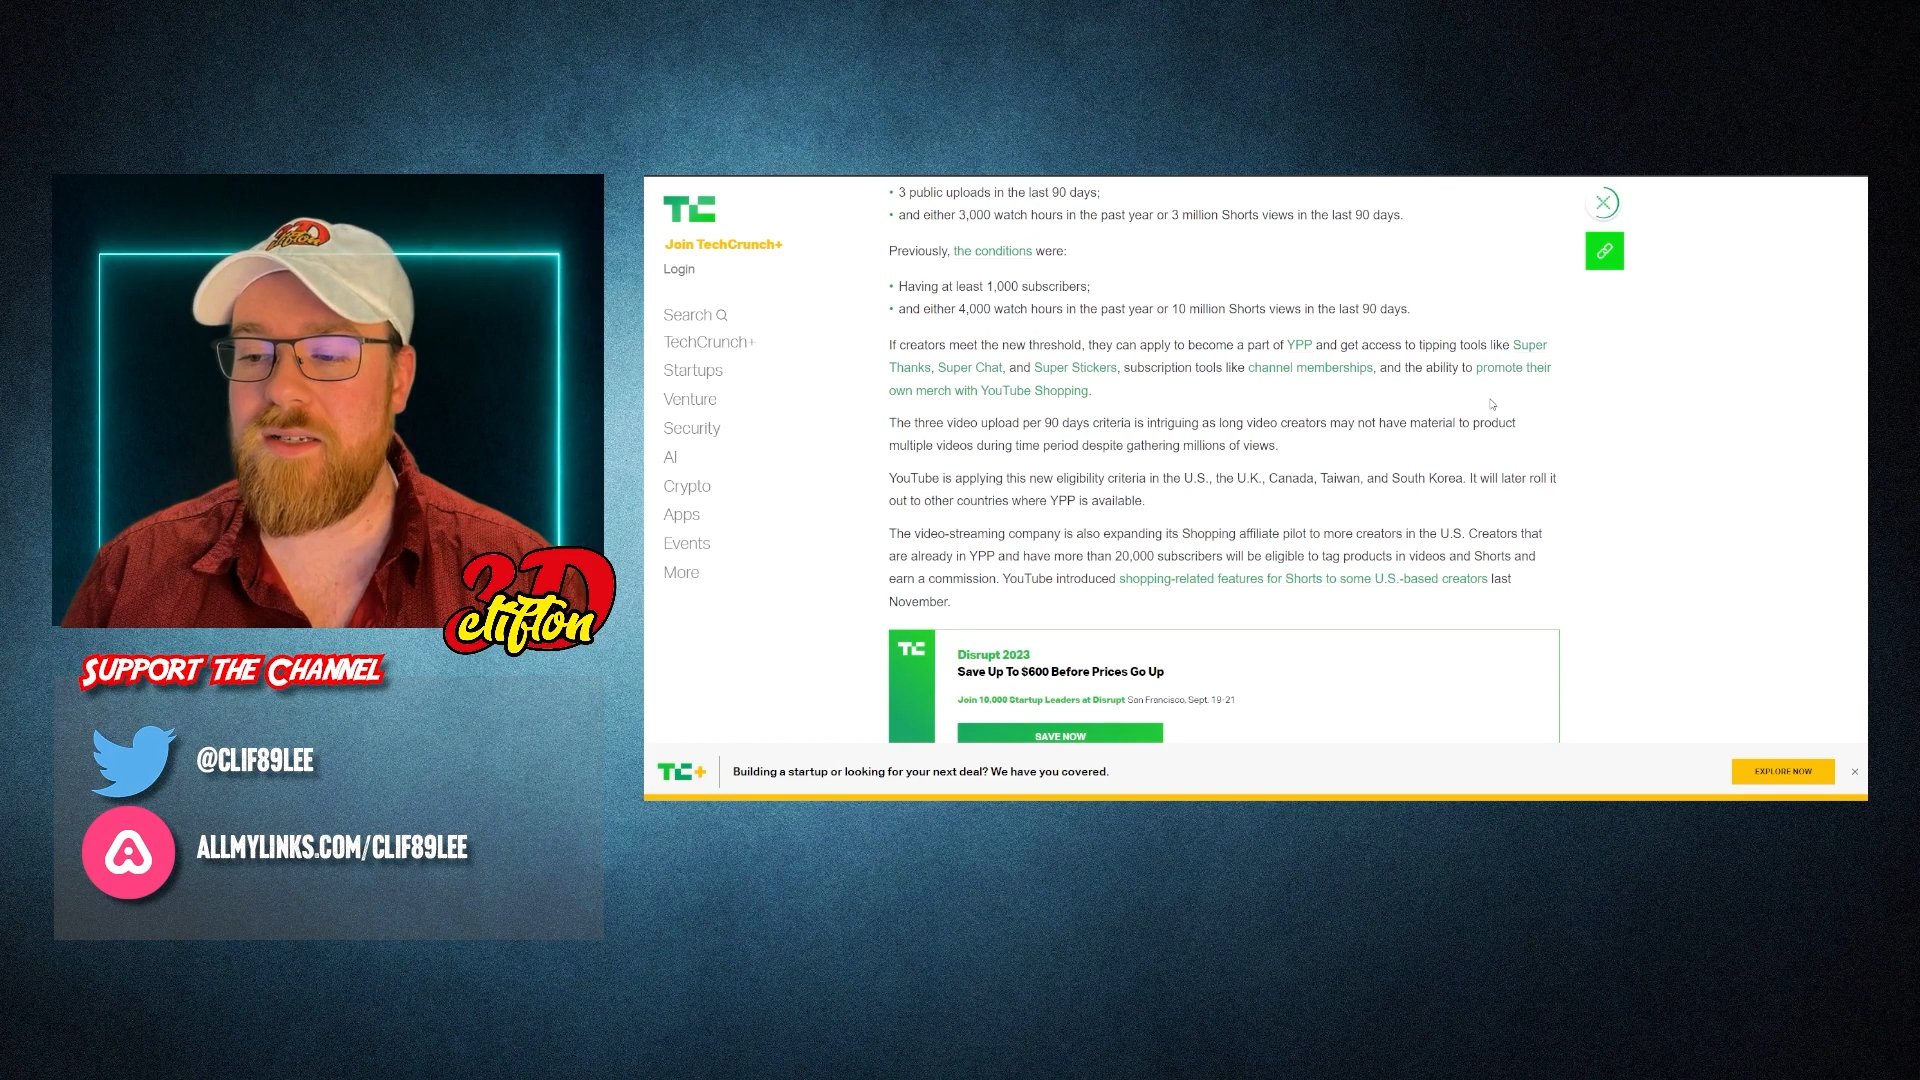 3D
clifton
3D
clifton
SUPPORT THE CHANNEL
@CLIF89LEE
ALLMYLINKS.COM/CLIF89LEE
TC
Join TechCrunch+
Login
Search
TechCrunch+
Startups
Venture
Security
AI
Crypto
Apps
Events
More
• 3 public uploads in the last 90 days;
• and either 3,000 watch hours in the past year or 3 million Shorts views in the last 90 days.
Previously, the conditions were:
• Having at least 1,000 subscribers;
• and either 4,000 watch hours in the past year or 10 million Shorts views in the last 90 days.
If creators meet the new threshold, they can apply to become a part of YPP and get access to tipping tools like Super
Thanks, Super Chat, and Super Stickers, subscription tools like channel memberships, and the ability to promote their
own merch with YouTube Shopping.
The three video upload per 90 days criteria is intriguing as long video creators may not have material to product
multiple videos during time period despite gathering millions of views.
YouTube is applying this new eligibility criteria in the U.S., the U.K., Canada, Taiwan, and South Korea. It will later roll it
out to other countries where YPP is available.
The video-streaming company is also expanding its Shopping affiliate pilot to more creators in the U.S. Creators that
are already in YPP and have more than 20,000 subscribers will be eligible to tag products in videos and Shorts and
earn a commission. YouTube introduced shopping-related features for Shorts to some U.S.-based creators last
November.
TC
Disrupt 2023
Save Up To $600 Before Prices Go Up
Join 10,000 Startup Leaders at Disrupt San Francisco, Sept. 19-21
SAVE NOW
TC+
Building a startup or looking for your next deal? We have you covered.
EXPLORE NOW